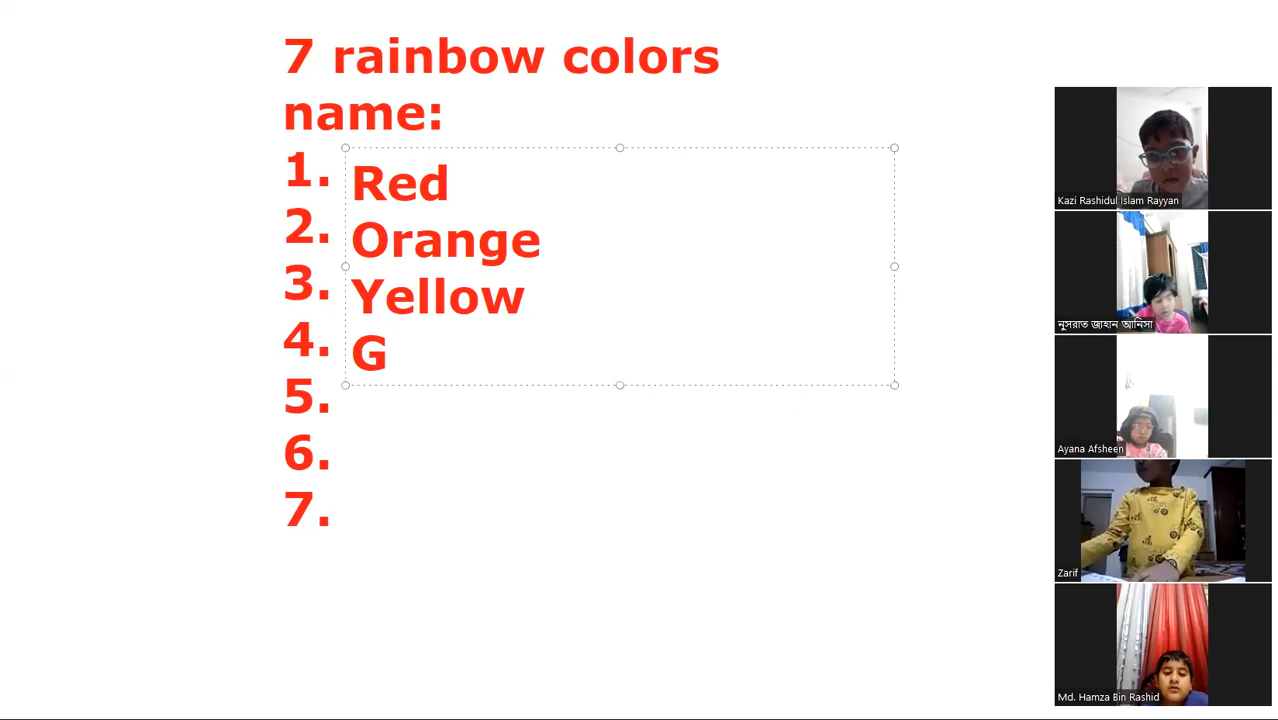 7 rainbow colors
name:
1. Red
2. Orange
3. Yellow
4. G
5.
6.
7.
Kazi Rashidul Islam Rayyan
নুসরাত জাহান আনিসা
Ayana Afsheen
Zarif
Md. Hamza Bin Rashid